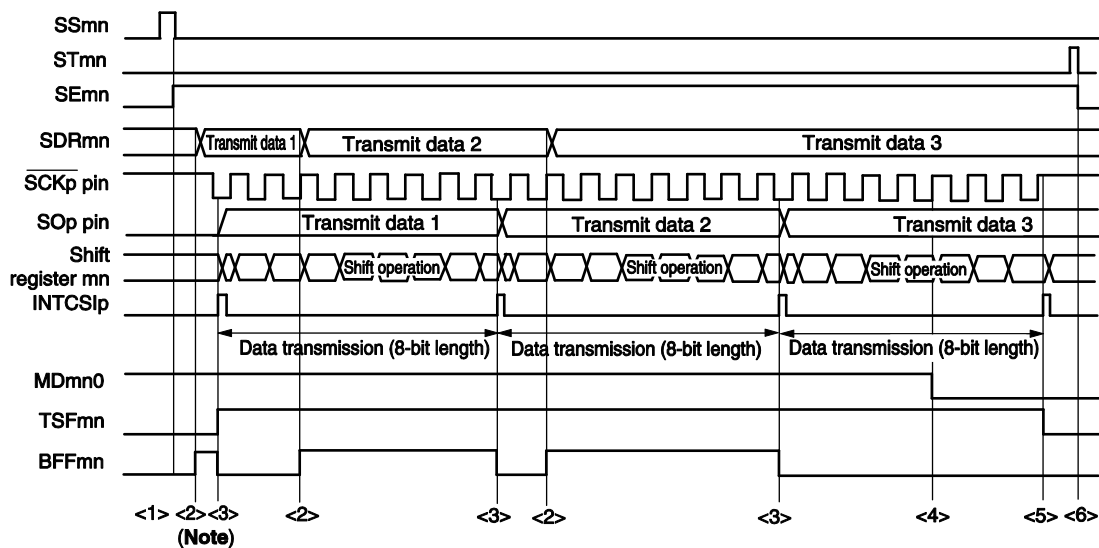 SSmn
STmn
SEmn
SDRmn Transmit data 1 Transmit data 2 Transmit data 3
SCKp pin
SOp pin Transmit data 1 Transmit data 2 Transmit data 3
Shift
register mn Shift operation Shift operation Shift operation
INTCSIp
Data transmission (8-bit length) Data transmission (8-bit length) Data transmission (8-bit length)
MDmn0
TSFmn
BFFmn
<1> <2> <3> <2> <3> <2> <3> <4> <5> <6>
(Note)